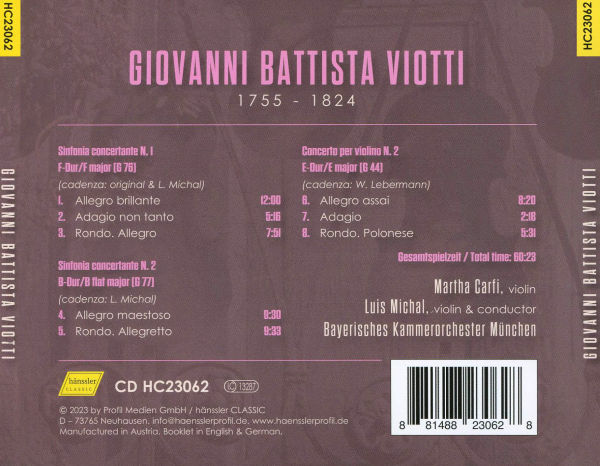 HC23062
HC23062
GIOVANNI BATTISTA VIOTTI
1755 - 1824
Sinfonia concertante N. 1
F-Dur/F major (G 76)
(cadenza: original & L. Michal)
1. Allegro brillante 12:00
2. Adagio non tanto 5:16
3. Rondo. Allegro 7:51
Sinfonia concertante N. 2
B-Dur/B flat major (G 77)
(cadenza: L. Michal)
4. Allegro maestoso 9:30
5. Rondo. Allegretto 9:33
Concerto per violino N. 2
E-Dur/E major (G 44)
(cadenza: W. Lebermann)
6. Allegro assai 8:20
7. Adagio 2:18
8. Rondo. Polonese 5:31
Gesamtspielzeit / Total time: 60:23
Martha Carfi, violin
Luis Michal, violin & conductor
Bayerisches Kammerorchester München
GIOVANNI BATTISTA VIOTTI
GIOVANNI BATTISTA VIOTTI
hänssler
CLASSIC
CD HC23062
LC 13287
© 2023 by Profil Medien GmbH / hänssler CLASSIC
D – 73765 Neuhausen. info@haensslerprofil.de. www.haensslerprofil.de
Manufactured in Austria. Booklet in English & German.
8 81488 23062 8